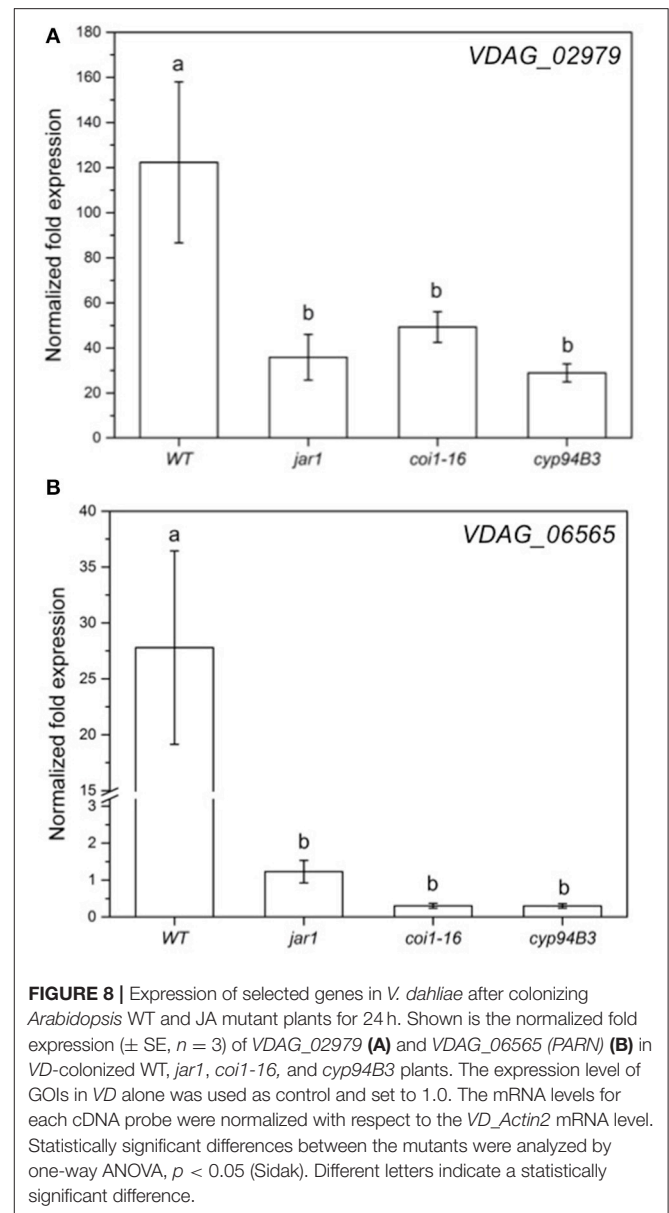 A
VDAG_02979
180
160
140
120
100
80
60
40
20
0
Normalized fold expression
a
b
b
b
WT jar1 coi1-16 cyp94B3
B
VDAG_06565
40
35
30
25
20
15
3
2
1
0
Normalized fold expression
a
b
b
b
WT jar1 coi1-16 cyp94B3
FIGURE 8 | Expression of selected genes in V. dahliae after colonizing
Arabidopsis WT and JA mutant plants for 24 h. Shown is the normalized fold
expression (± SE, n = 3) of VDAG_02979 (A) and VDAG_06565 (PARN) (B) in
VD-colonized WT, jar1, coi1-16, and cyp94B3 plants. The expression level of
GOIs in VD alone was used as control and set to 1.0. The mRNA levels for
each cDNA probe were normalized with respect to the VD_Actin2 mRNA level.
Statistically significant differences between the mutants were analyzed by
one-way ANOVA, p < 0.05 (Sidak). Different letters indicate a statistically
significant difference.